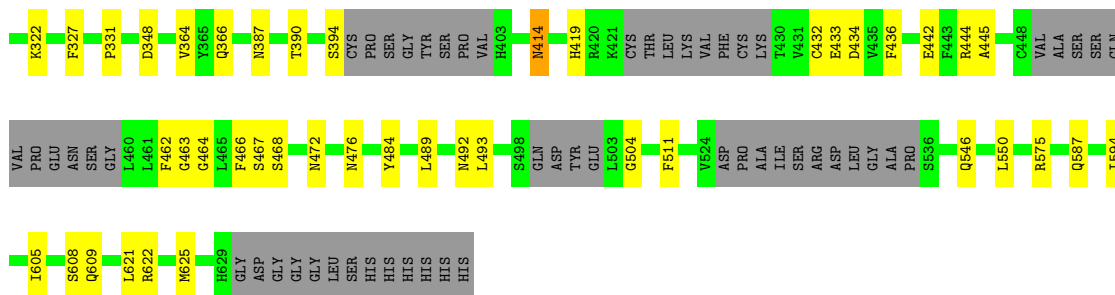 K322 F327 P331 D348 V364 Y365 Q366 N387 T390 S394 CYS PRO SER GLY TYR SER PRO VAL H403 N414 H419 R420 K421 CYS THR LEU LYS VAL PHE CYS LYS T430 V431 C432 E433 D434 V435 F436 E442 F443 R444 A445 C448 VAL ALA SER SER GLN
VAL PRO GLU ASN SER GLY L460 L461 F462 G463 G464 L465 F466 S467 S468 N472 N476 Y484 L489 N492 L493 S498 GLN ASP TYR GLU L503 G504 F511 V524 ASP PRO ALA ILE SER ARG ASP LEU GLY ALA PRO S536 Q546 L550 R575 Q587 I594
I605 S608 Q609 L621 R622 M625 H629 GLY ASP GLY GLY GLY LEU SER HIS HIS HIS HIS HIS HIS